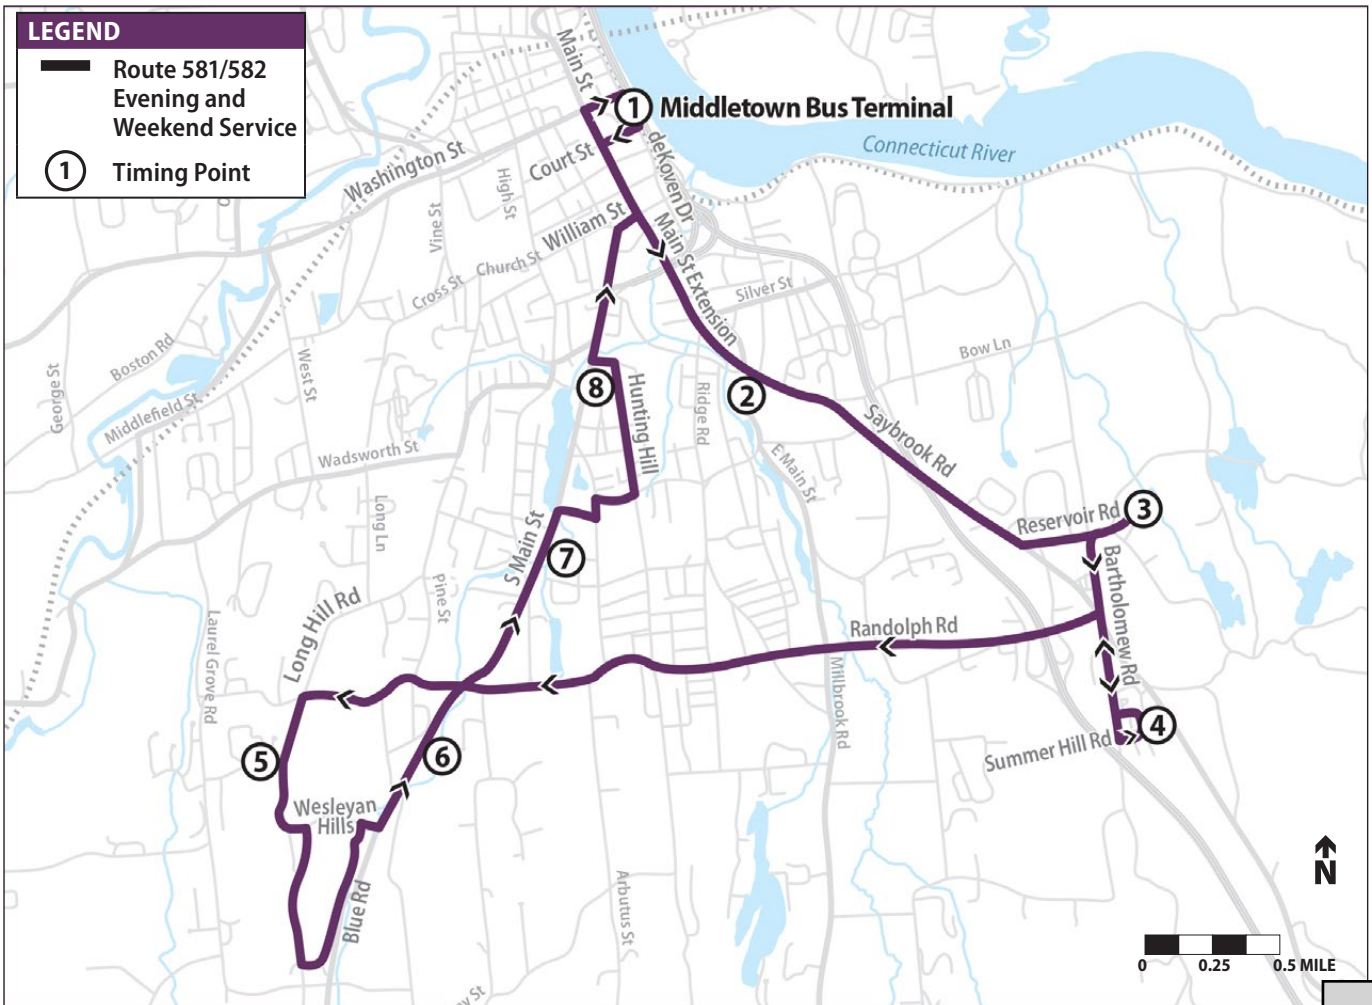 LEGEND
Route 581/582
Evening and
Weekend Service
1 Timing Point
Main St
1 Middletown Bus Terminal
Connecticut River
Washington St
Court St
deKoven Dr
High St
Vine St
William St
Main St Extension
Church St
Cross St
Silver St
Boston Rd
George St
West St
Middlefield St
Bow Ln
8
2
Hunting Hill
Ridge Rd
Saybrook Rd
Wadsworth St
E Main St
Long Ln
Reservoir Rd
3
S Main St
7
Bartholomew Rd
Pine St
Long Hill Rd
Laurel Grove Rd
Randolph Rd
Millbrook Rd
4
Summer Hill Rd
5
6
Wesleyan
Hills
Blue Rd
Arbutus St
N
0 0.25 0.5 MILE